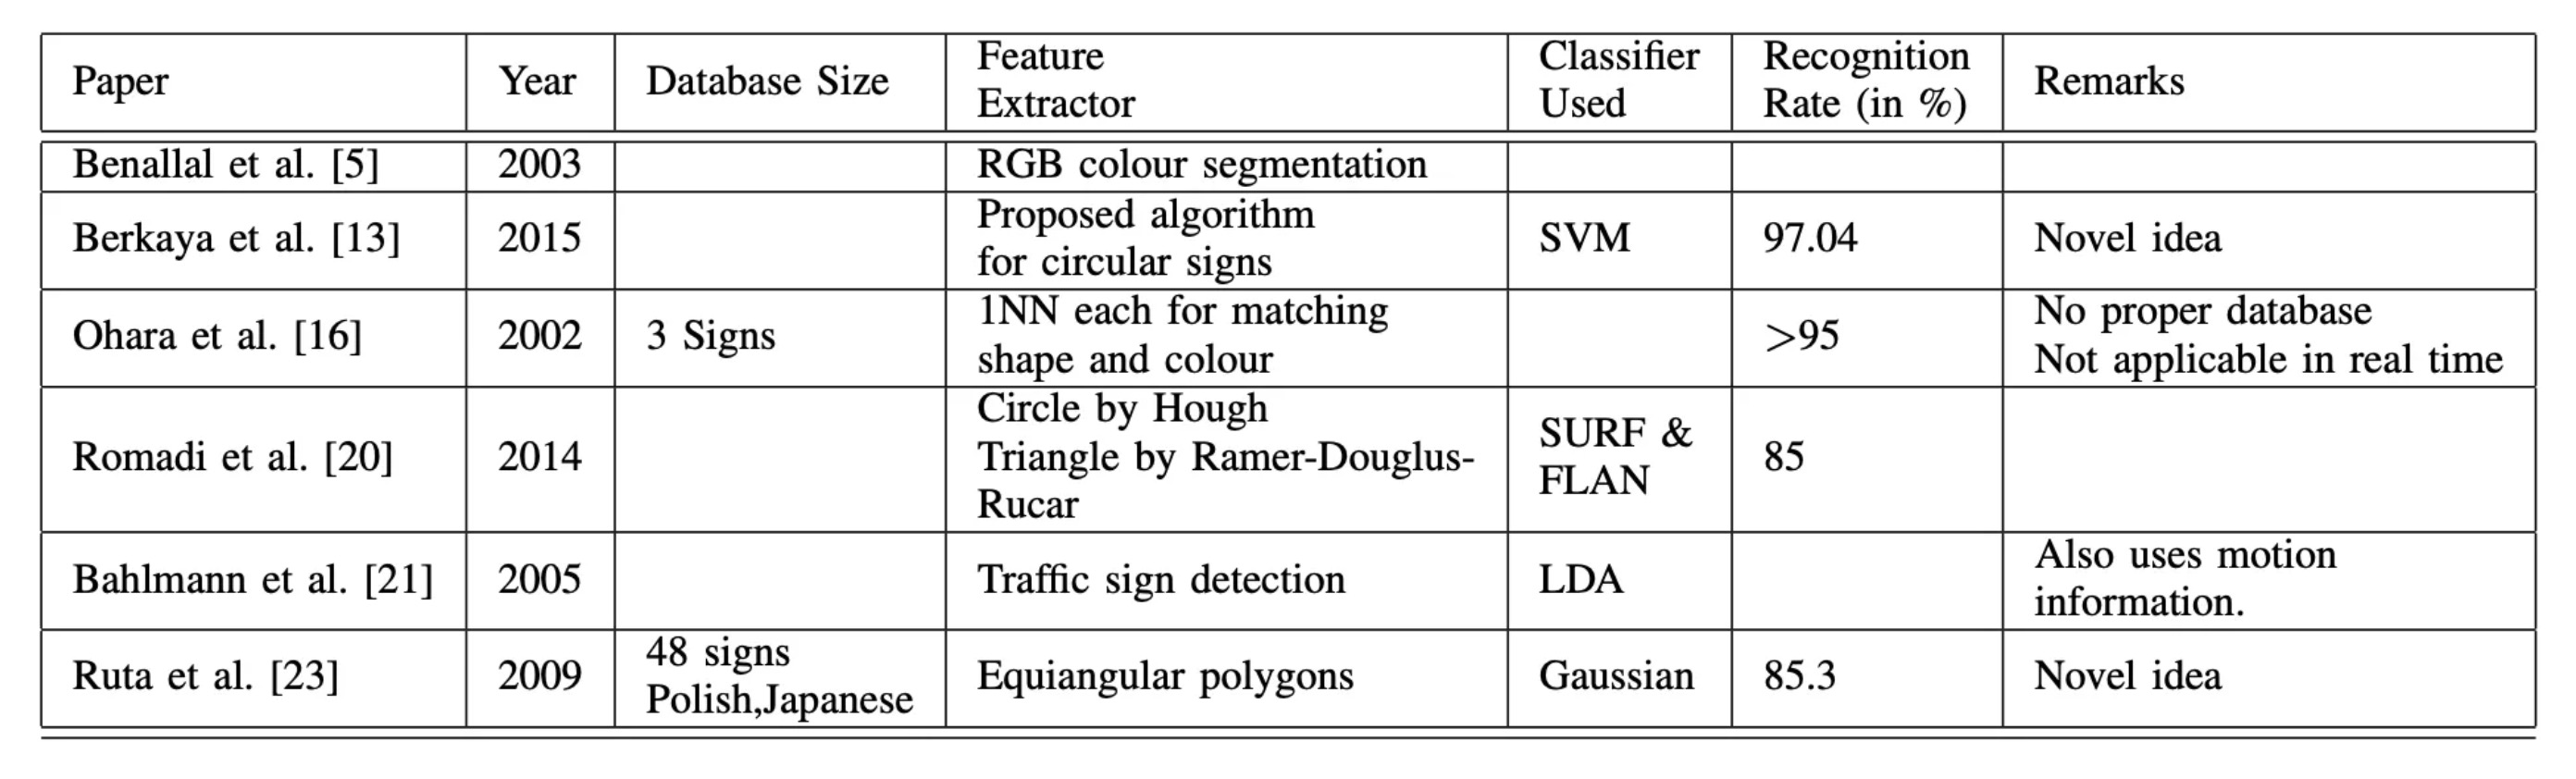 Paper Year Database Size Feature Extractor Classifier Used Recognition Rate (in %) Remarks
Benallal et al. [5] 2003 RGB colour segmentation
Berkaya et al. [13] 2015 Proposed algorithm for circular signs SVM 97.04 Novel idea
Ohara et al. [16] 2002 3 Signs 1NN each for matching shape and colour >95 No proper database Not applicable in real time
Romadi et al. [20] 2014 Circle by Hough Triangle by Ramer-Douglus-Rucar SURF & FLAN 85
Bahlmann et al. [21] 2005 Traffic sign detection LDA Also uses motion information.
Ruta et al. [23] 2009 48 signs Polish,Japanese Equiangular polygons Gaussian 85.3 Novel idea